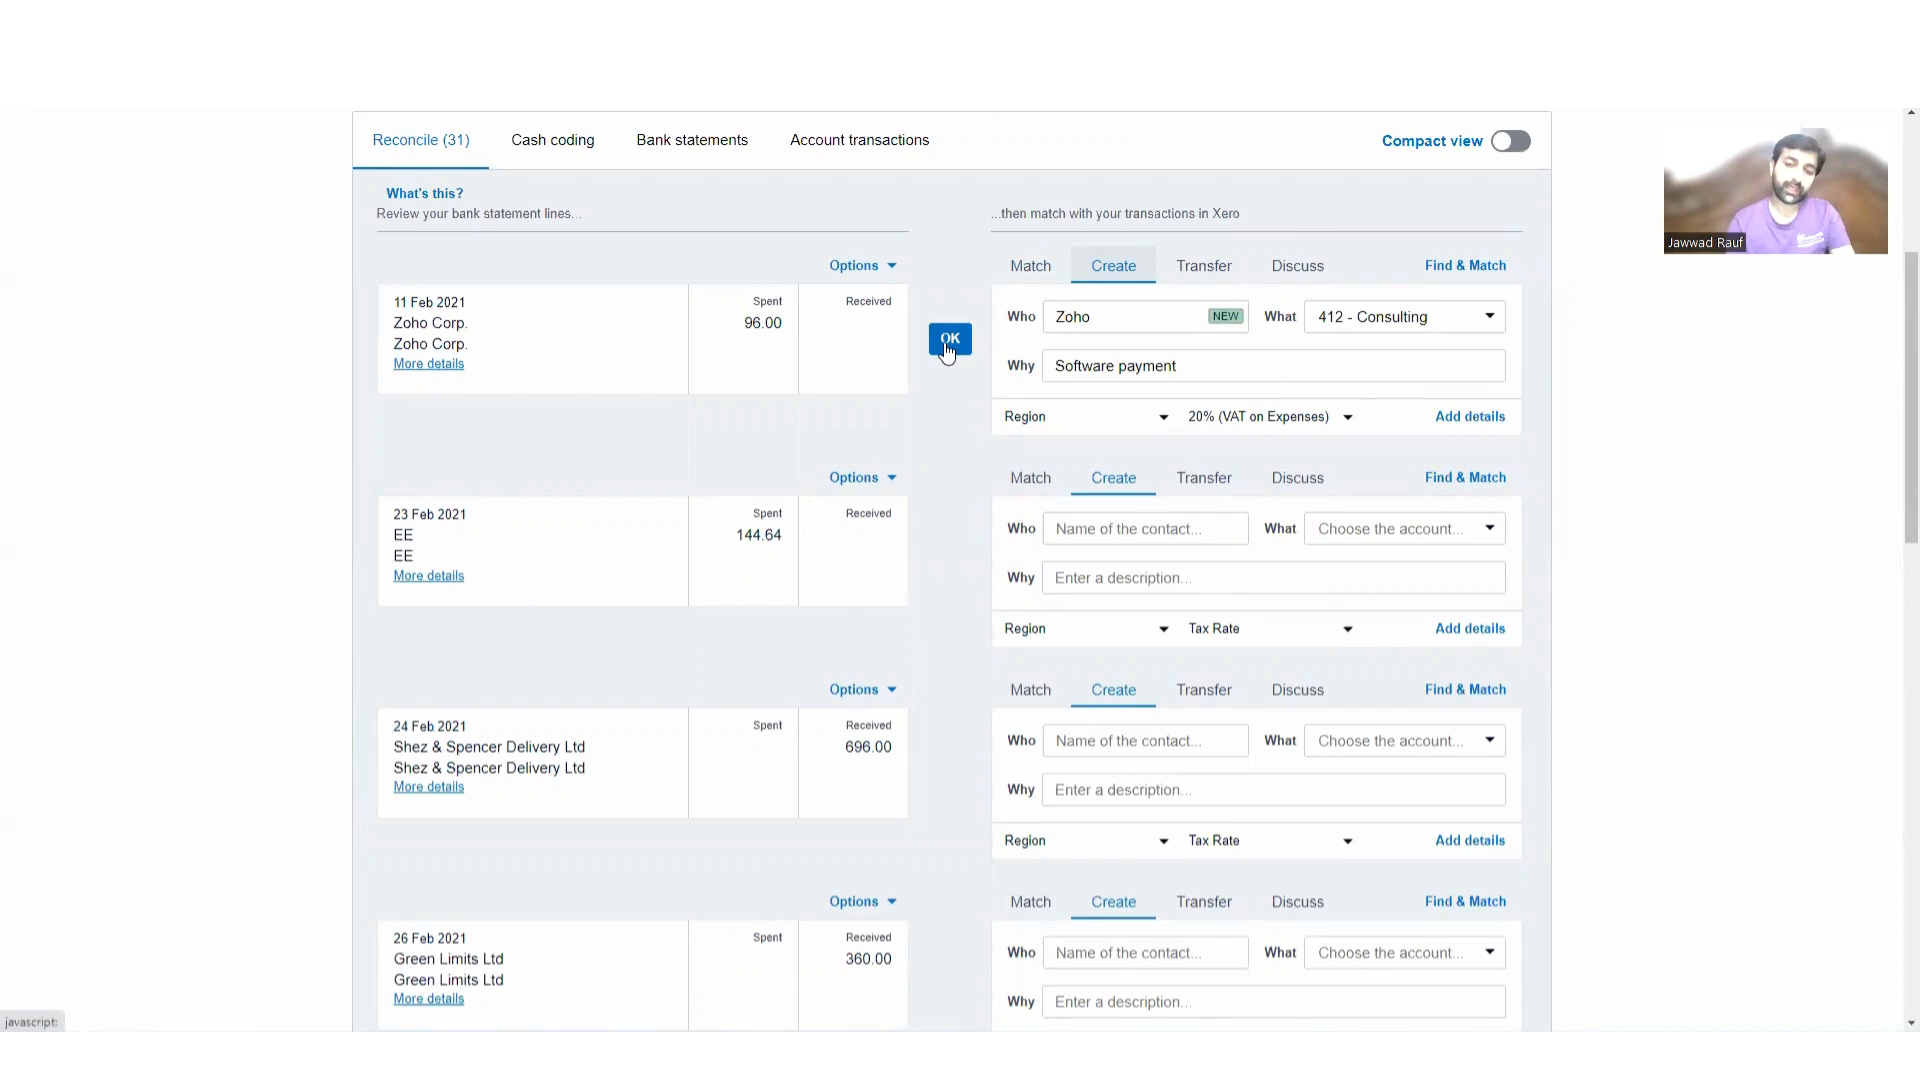 Reconcile (31)
Cash coding
Bank statements
Account transactions
Compact view
Jawwad Rauf
What's this?
Review your bank statement lines...
...then match with your transactions in Xero
Options
Match
Create
Transfer
Discuss
Find & Match
11 Feb 2021
Zoho Corp.
Zoho Corp.
More details
Spent
96.00
Received
OK
Who
Zoho
NEW
What
412 - Consulting
Why
Software payment
Region
20% (VAT on Expenses)
Add details
Options
Match
Create
Transfer
Discuss
Find & Match
23 Feb 2021
EE
EE
More details
Spent
144.64
Received
Who
Name of the contact...
What
Choose the account...
Why
Enter a description...
Region
Tax Rate
Add details
Options
Match
Create
Transfer
Discuss
Find & Match
24 Feb 2021
Shez & Spencer Delivery Ltd
Shez & Spencer Delivery Ltd
More details
Spent
Received
696.00
Who
Name of the contact...
What
Choose the account...
Why
Enter a description...
Region
Tax Rate
Add details
Options
Match
Create
Transfer
Discuss
Find & Match
26 Feb 2021
Green Limits Ltd
Green Limits Ltd
More details
Spent
Received
360.00
Who
Name of the contact...
What
Choose the account...
Why
Enter a description...
javascript: